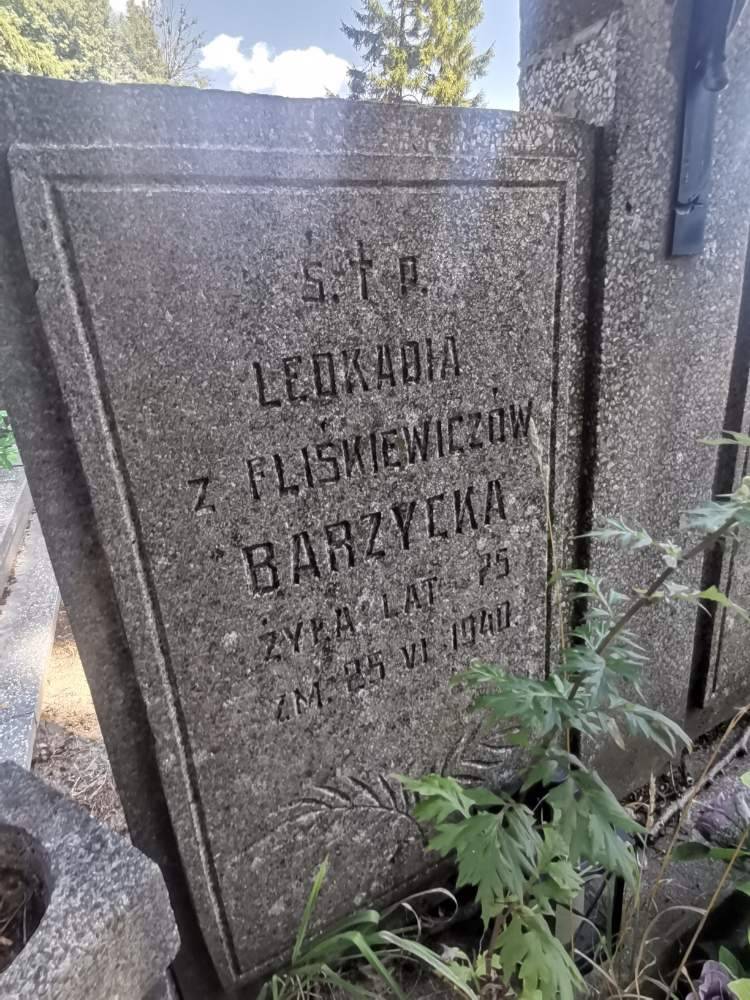 Ś. † P.
LEOKADIA
Z FLIŚKIEWICZÓW
BARZYCKA
ŻYŁA LAT 75
ZM. 25 VI 1940.